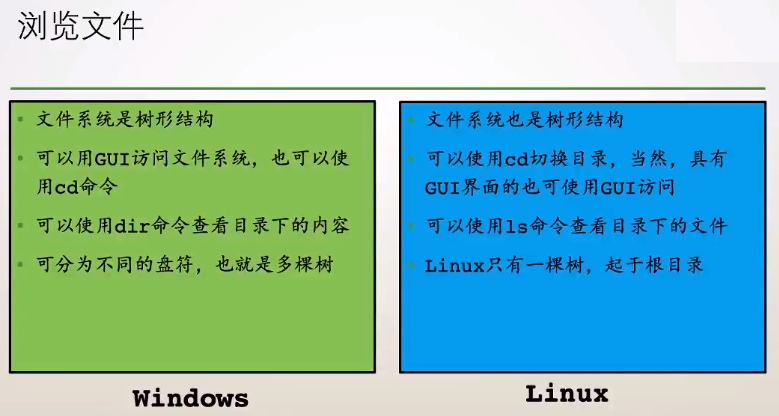 浏览文件
文件系统是树形结构
可以用GUI访问文件系统，也可以使
用cd命令
可以使用dir命令查看目录下的内容
可分为不同的盘符，也就是多棵树
Windows
文件系统也是树形结构
可以使用cd切换目录，当然，具有
GUI界面的也可使用GUI访问
可以使用ls命令查看目录下的文件
Linux只有一棵树，起于根目录
Linux